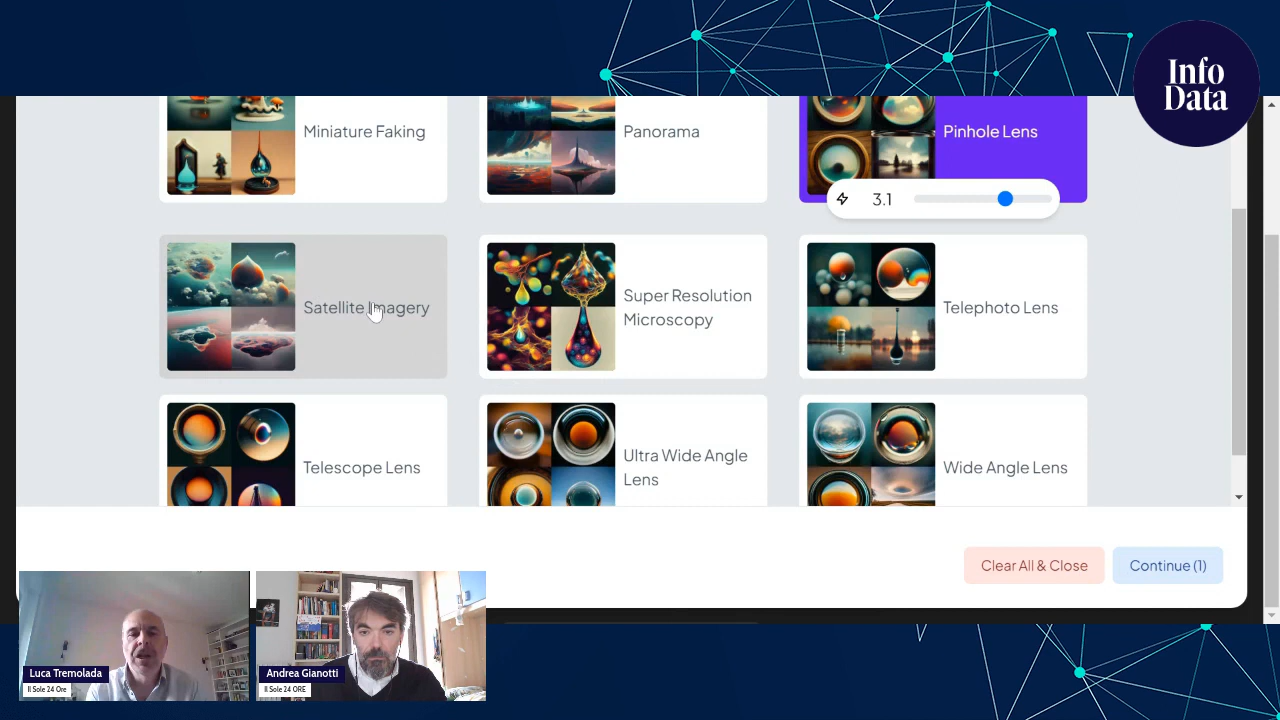 Info
Data
Miniature Faking
Panorama
Pinhole Lens
3.1
Satellite Imagery
Super Resolution
Microscopy
Telephoto Lens
Telescope Lens
Ultra Wide Angle
Lens
Wide Angle Lens
Clear All & Close
Continue (1)
Luca Tremolada
Il Sole 24 Ore
Andrea Gianotti
Il Sole 24 ORE